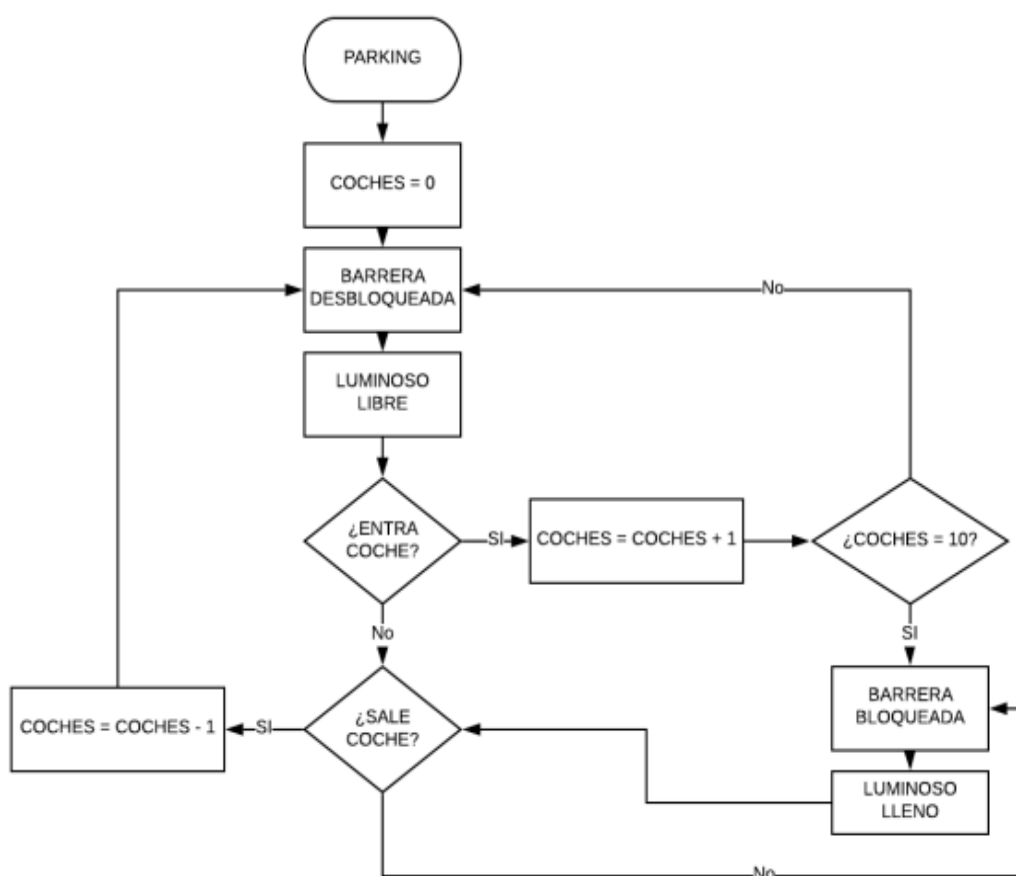 PARKING
COCHES = 0
BARRERA
DESBLOQUEADA
No
LUMINOSO
LIBRE
¿ENTRA
COCHE?
SI
COCHES = COCHES + 1
¿COCHES = 10?
No
SI
COCHES = COCHES - 1
SI
¿SALE
COCHE?
BARRERA
BLOQUEADA
LUMINOSO
LLENO
No